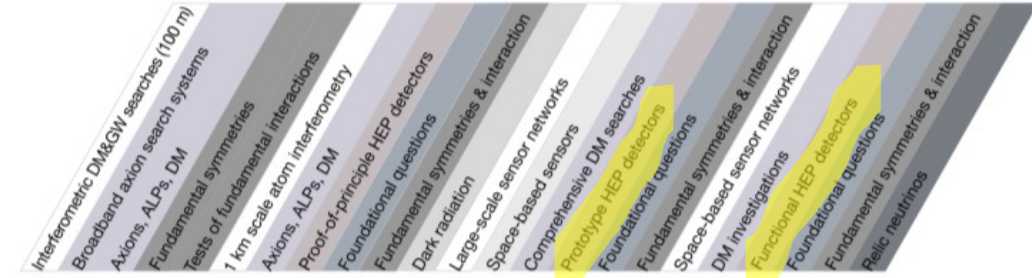 Interferometric DM&GW searches (100 m)
Broadband axion search systems
Axions, ALPs, DM
Fundamental symmetries
Tests of fundamental interactions
1 km scale atom interferometry
Axions, ALPs, DM
Proof-of-principle HEP detectors
Foundational questions
Fundamental symmetries & interaction
Dark radiation
Large-scale sensor networks
Space-based sensors
Comprehensive DM searches
Prototype HEP detectors
Foundational questions
Fundamental symmetries & interaction
Space-based sensor networks
DM investigations
Functional HEP detectors
Foundational questions
Fundamental symmetries & interaction
Relic neutrinos